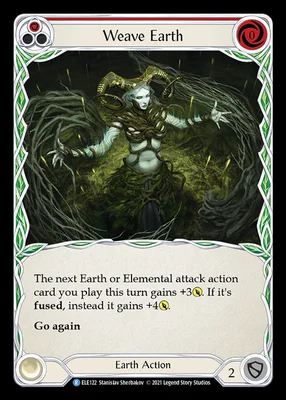 Weave Earth
The next Earth or Elemental attack action
card you play this turn gains +3. If it's
fused, instead it gains +4.
Go again
Earth Action
2
R ELE122 Stanislav Sherbakov © 2021 Legend Story Studios